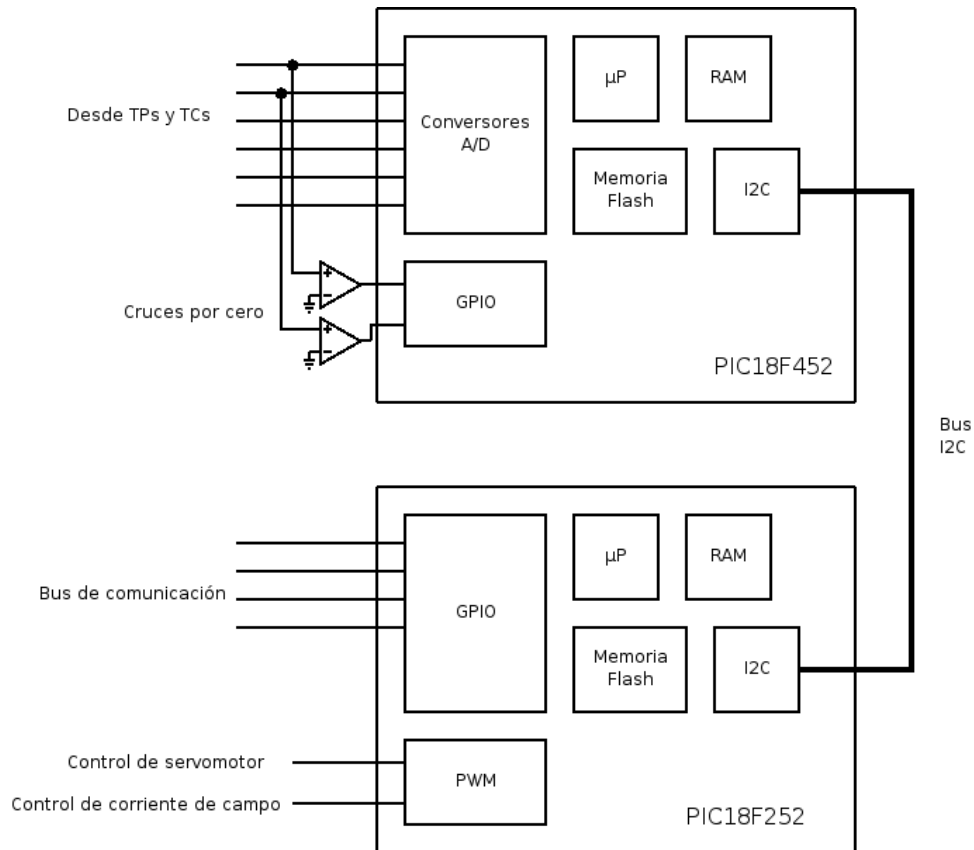 Desde TPs y TCs
Conversores
A/D
µP
RAM
Memoria
Flash
I2C
Cruces por cero
+
−
+
−
GPIO
PIC18F452
Bus
I2C
Bus de comunicación
GPIO
µP
RAM
Memoria
Flash
I2C
Control de servomotor
Control de corriente de campo
PWM
PIC18F252